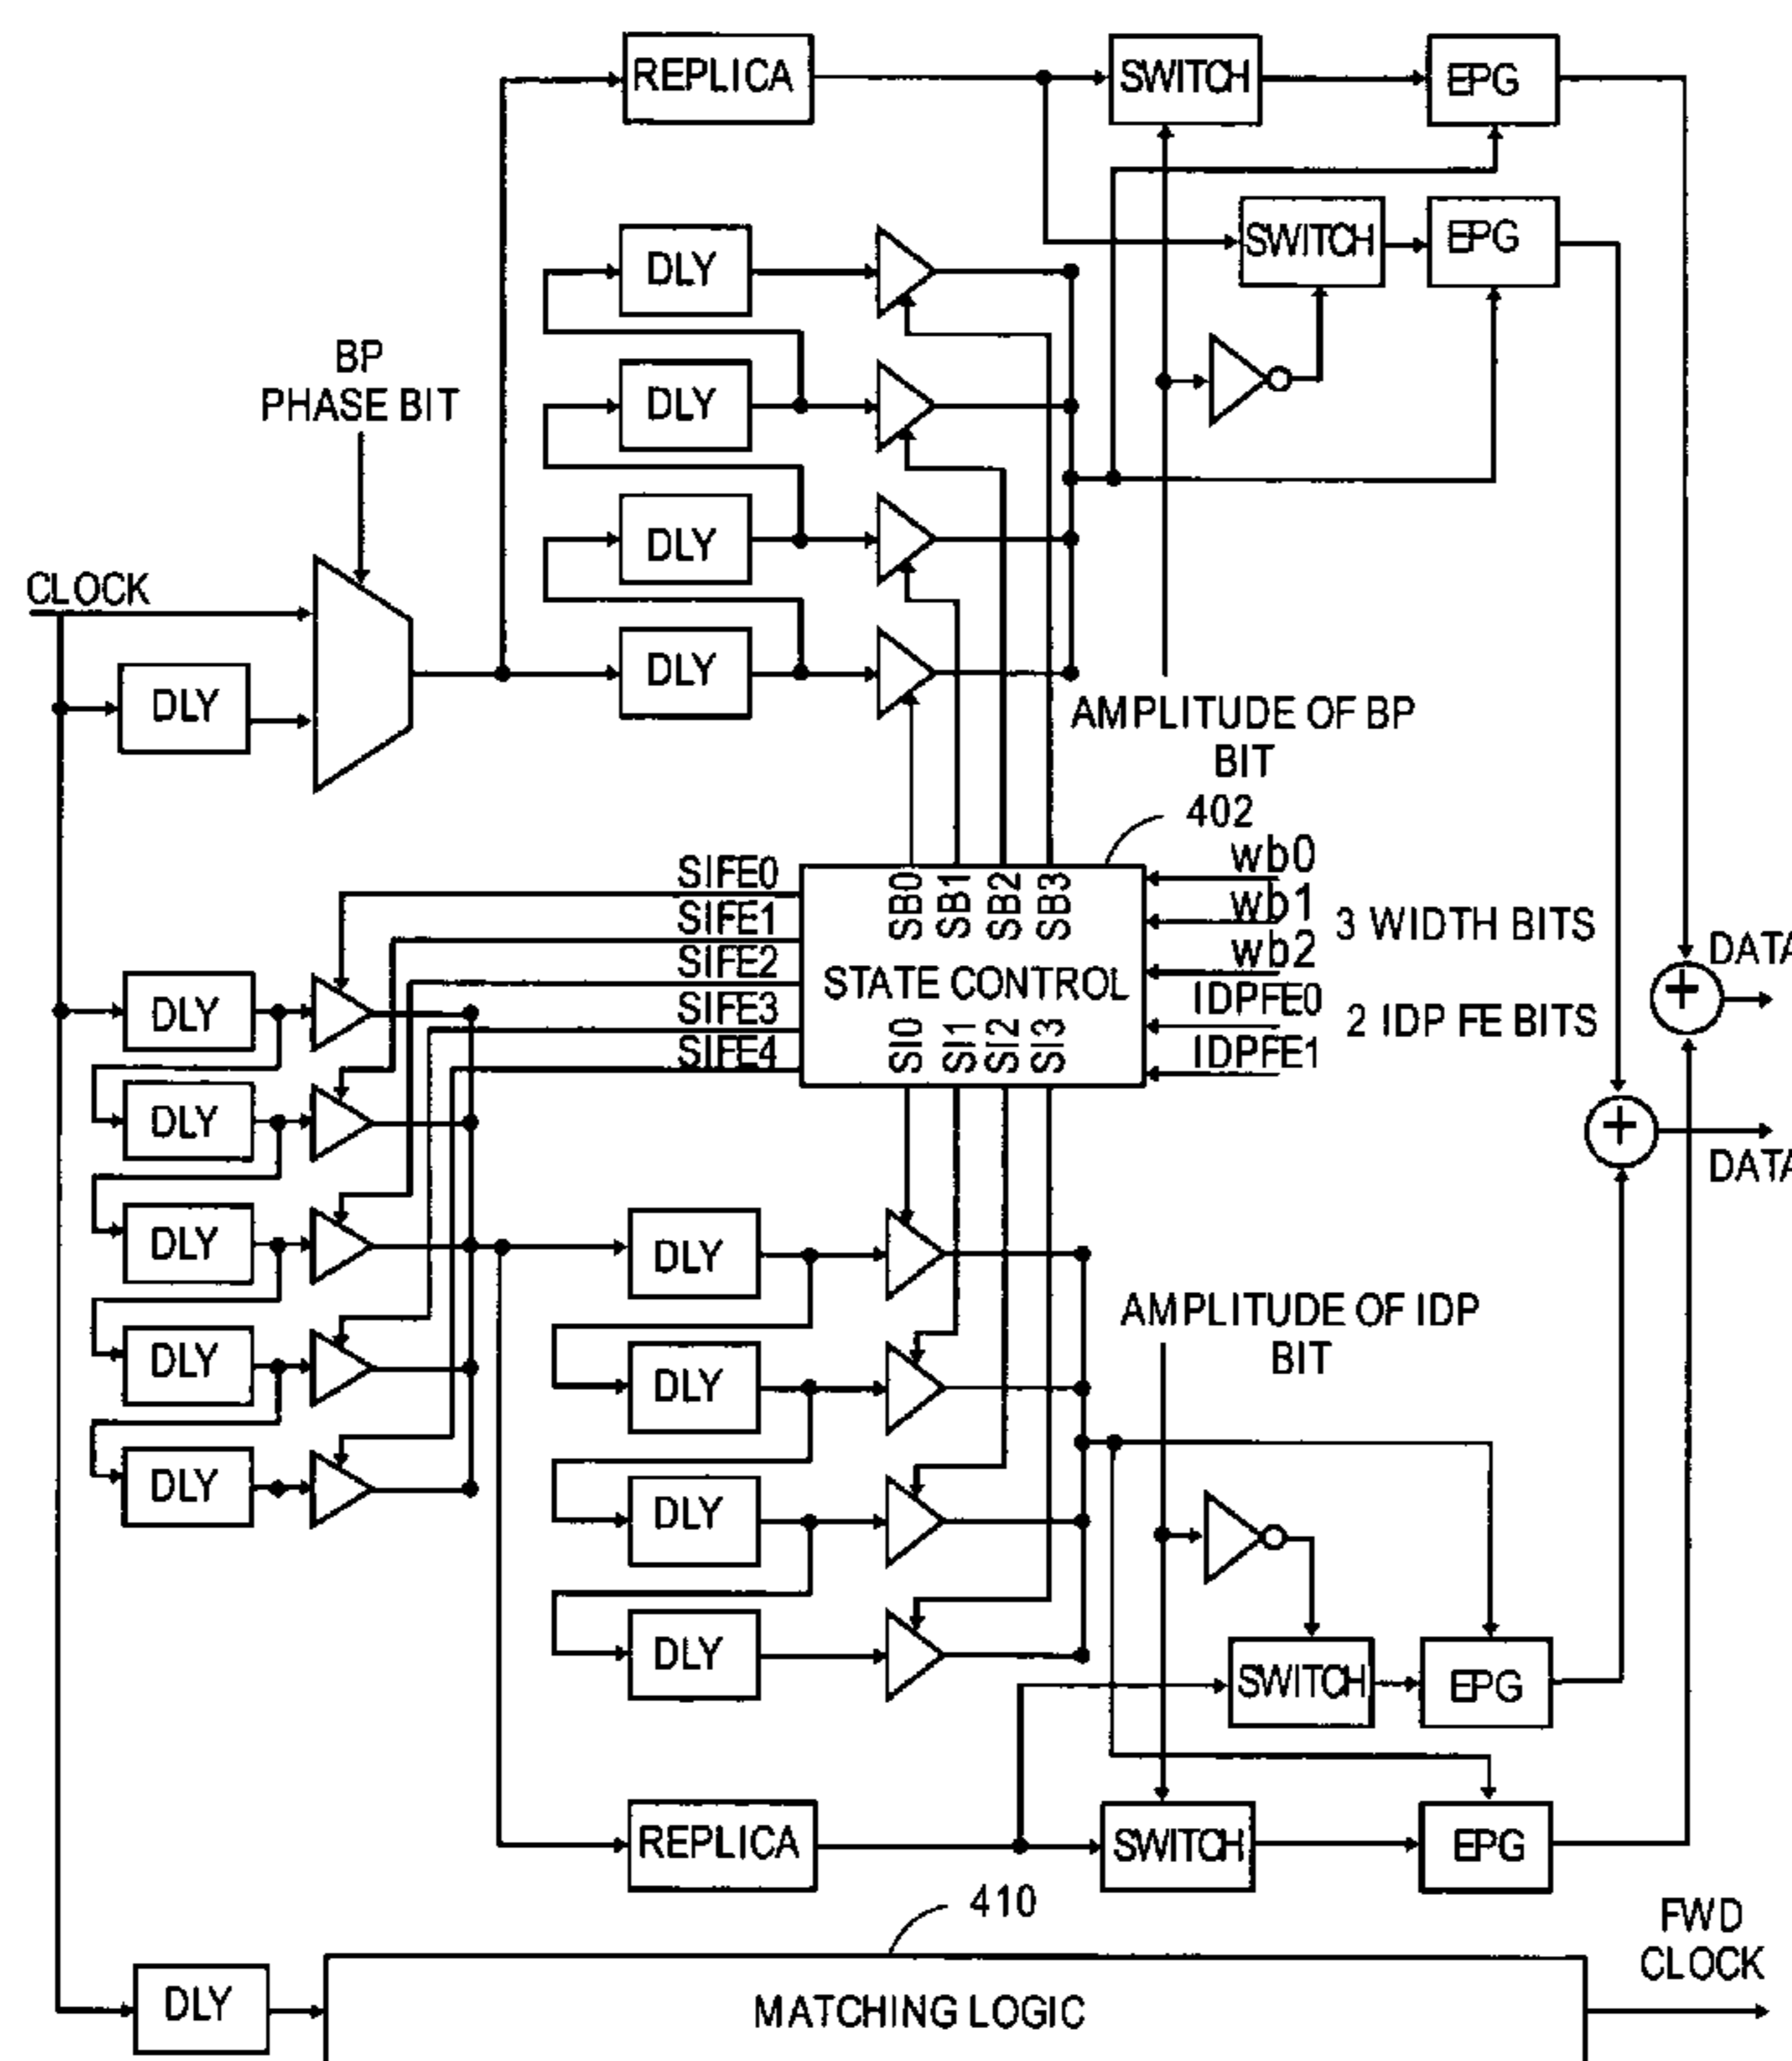 REPLICA
SWITCH
EPG
SWITCH
EPG
DLY
BP
PHASE BIT
DLY
DLY
CLOCK
DLY
DLY
AMPLITUDE OF BP
BIT
402
SIFE0
SIFE1
SIFE2
SIFE3
SIFE4
SB0
SB1
SB2
SB3
STATE CONTROL
SI0
SI1
SI2
SI3
wb0
wb1
wb2
3 WIDTH BITS
IDPFE0
IDPFE1
2 IDP FE BITS
DATA
DATA
DLY
DLY
DLY
DLY
DLY
DLY
DLY
DLY
DLY
AMPLITUDE OF IDP
BIT
SWITCH
EPG
REPLICA
SWITCH
EPG
410
FWD
CLOCK
DLY
MATCHING LOGIC